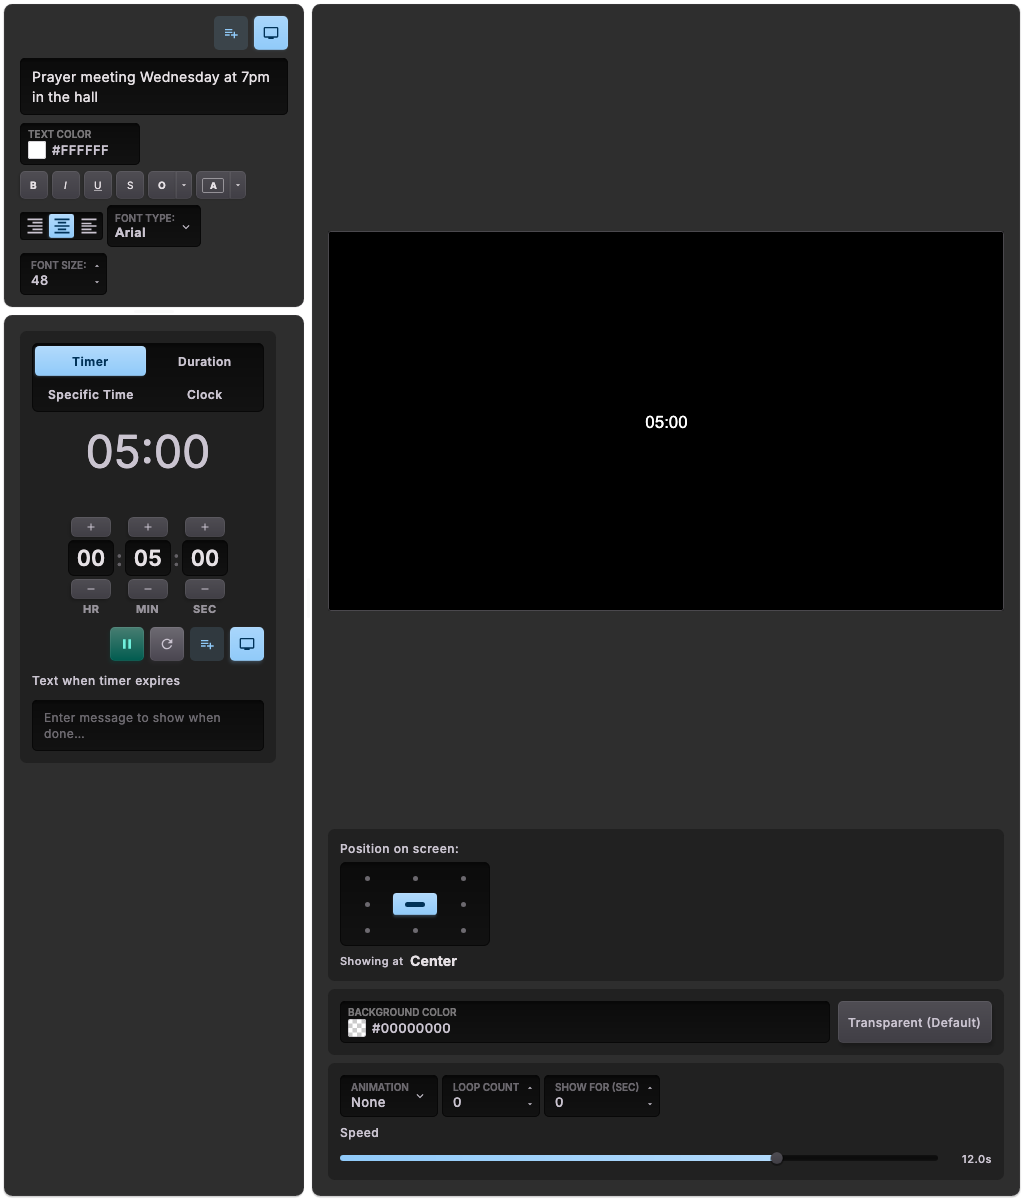 Prayer meeting Wednesday at 7pm
in the hall
TEXT COLOR
#FFFFFF
B I U S O A
FONT TYPE:
Arial
FONT SIZE:
48
Timer Duration
Specific Time Clock
05:00
+ + +
00 : 05 : 00
− − −
HR MIN SEC
Text when timer expires
Enter message to show when
done...
05:00
Position on screen:
Showing at Center
BACKGROUND COLOR
#00000000
Transparent (Default)
ANIMATION
None
LOOP COUNT
0
SHOW FOR (SEC)
0
Speed
12.0s